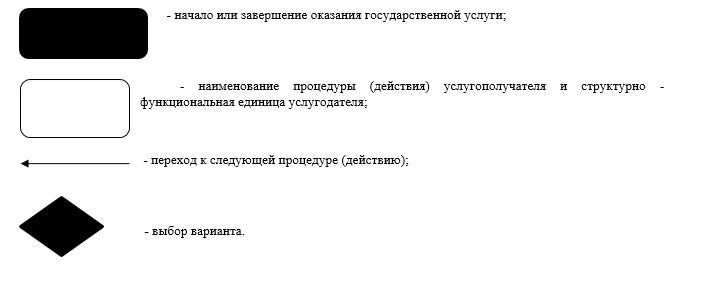 - начало или завершение оказания государственной услуги;
- наименование процедуры (действия) услугополучателя и структурно -
функциональная единица услугодателя;
- переход к следующей процедуре (действию);
- выбор варианта.